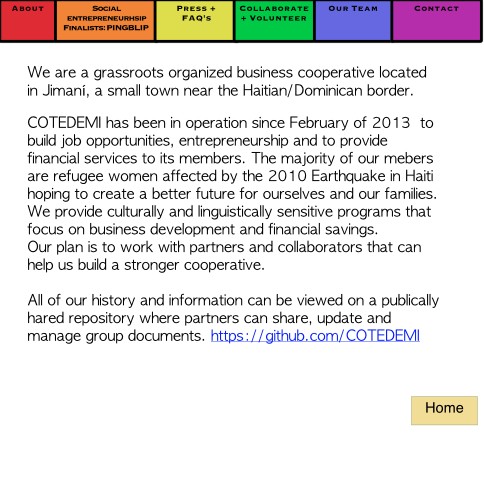 ABOUT
SOCIAL
ENTREPREURHSIP
FINALISTS: PINGBLIP
PRESS +
FAQ'S
COLLABORATE
+ VOLUNTEER
OUR TEAM
CONTACT
We are a grassroots organized business cooperative located
in Jimaní, a small town near the Haitian/Dominican border.
COTEDEMI has been in operation since February of 2013 to
build job opportunities, entrepreneurship and to provide
financial services to its members. The majority of our mebers
are refugee women affected by the 2010 Earthquake in Haiti
hoping to create a better future for ourselves and our families.
We provide culturally and linguistically sensitive programs that
focus on business development and financial savings.
Our plan is to work with partners and collaborators that can
help us build a stronger cooperative.
All of our history and information can be viewed on a publically
hared repository where partners can share, update and
manage group documents. https://github.com/COTEDEMI
Home